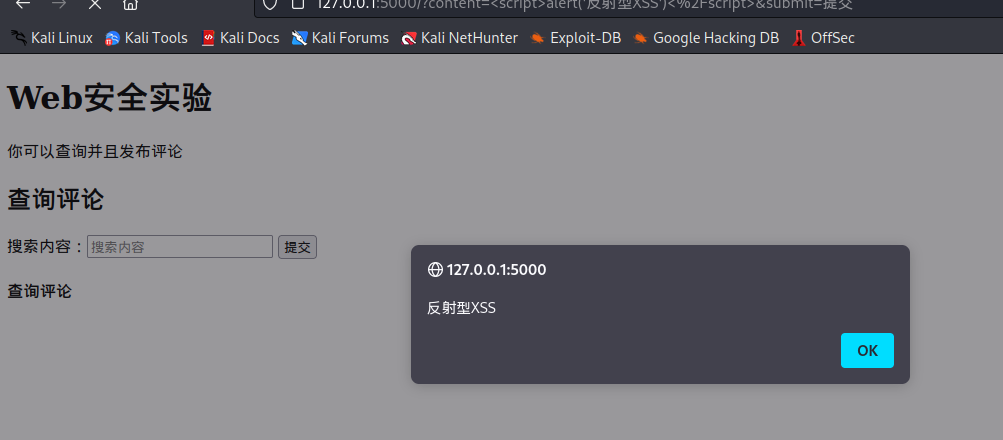 127.0.0.1:5000/?content=<script>alert('反射型XSS')<%2Fscript>&submit=提交
Kali Linux Kali Tools Kali Docs Kali Forums Kali NetHunter Exploit-DB Google Hacking DB OffSec
Web安全实验
你可以查询并且发布评论
查询评论
搜索内容：搜索内容 提交
查询评论
127.0.0.1:5000
反射型XSS
OK